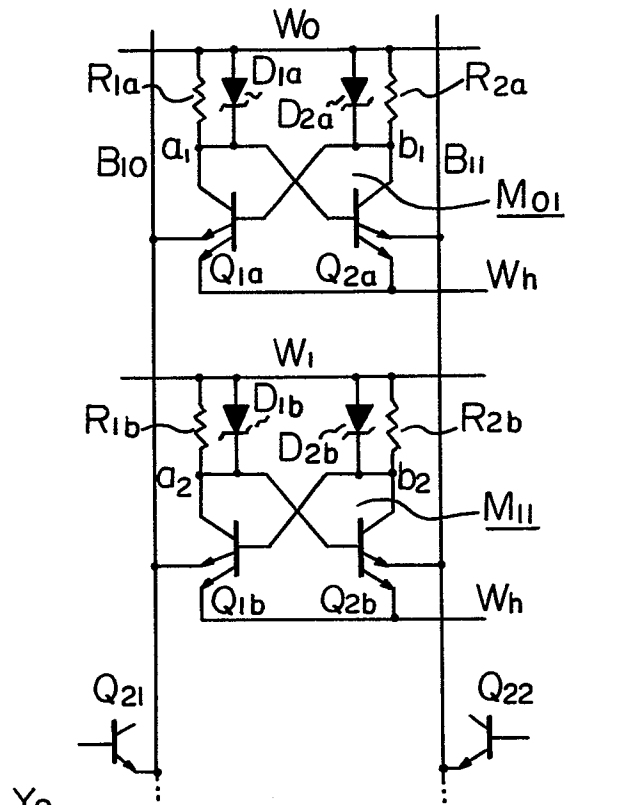 W0
R1a D1a D2a R2a
B10 a1 b1 B11
M01
Q1a Q2a Wh
W1
R1b D1b D2b R2b
a2 b2
M11
Q1b Q2b Wh
Q21 Q22